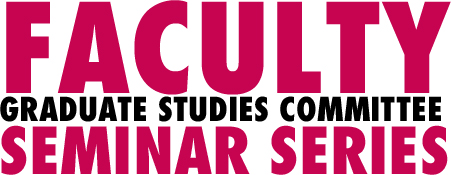 FACULTY
GRADUATE STUDIES COMMITTEE
SEMINAR SERIES